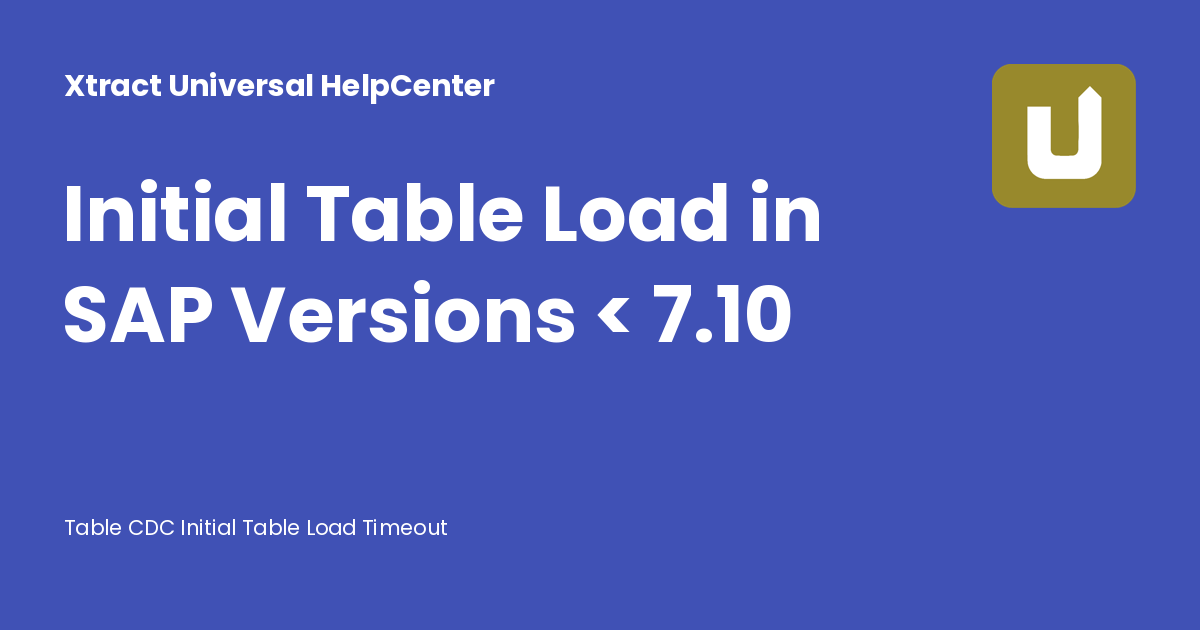 Xtract Universal HelpCenter
Initial Table Load in
SAP Versions < 7.10
Table CDC Initial Table Load Timeout